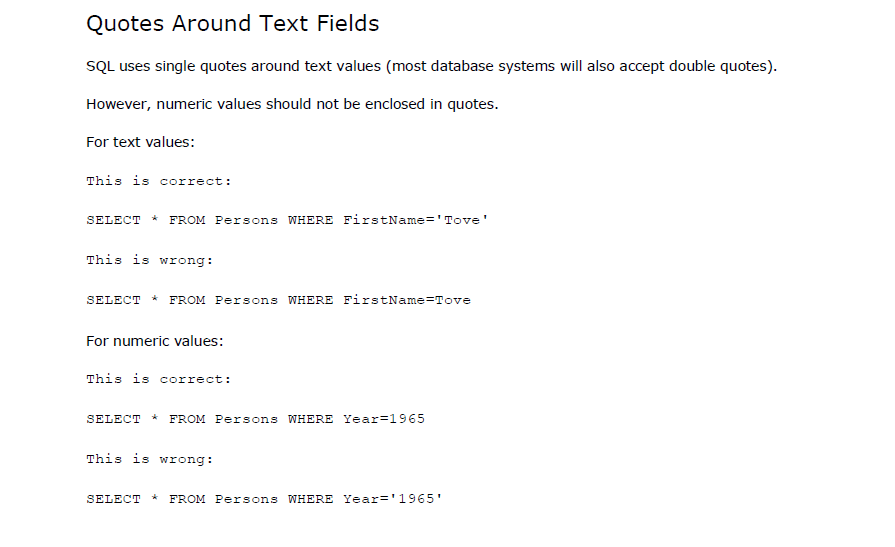 Quotes Around Text Fields
SQL uses single quotes around text values (most database systems will also accept double quotes).
However, numeric values should not be enclosed in quotes.
For text values:
This is correct:
SELECT * FROM Persons WHERE FirstName='Tove'
This is wrong:
SELECT * FROM Persons WHERE FirstName=Tove
For numeric values:
This is correct:
SELECT * FROM Persons WHERE Year=1965
This is wrong:
SELECT * FROM Persons WHERE Year='1965'